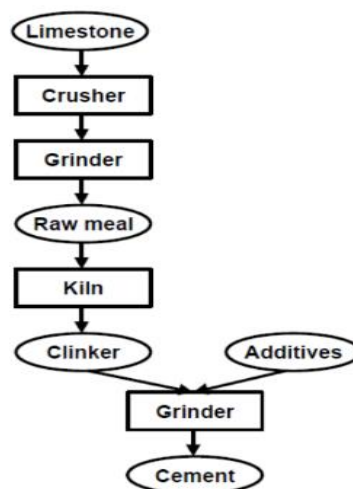 Limestone
Crusher
Grinder
Raw meal
Kiln
Clinker
Additives
Grinder
Cement